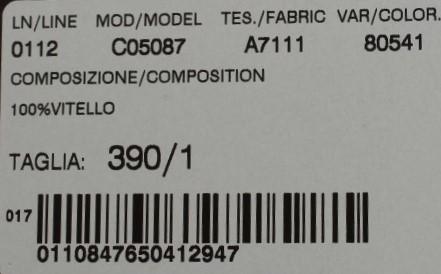 LN/LINE MOD/MODEL TES./FABRIC VAR/COLOR.
0112 C05087 A7111 80541
COMPOSIZIONE/COMPOSITION
100%VITELLO
TAGLIA: 390/1
017
0110847650412947